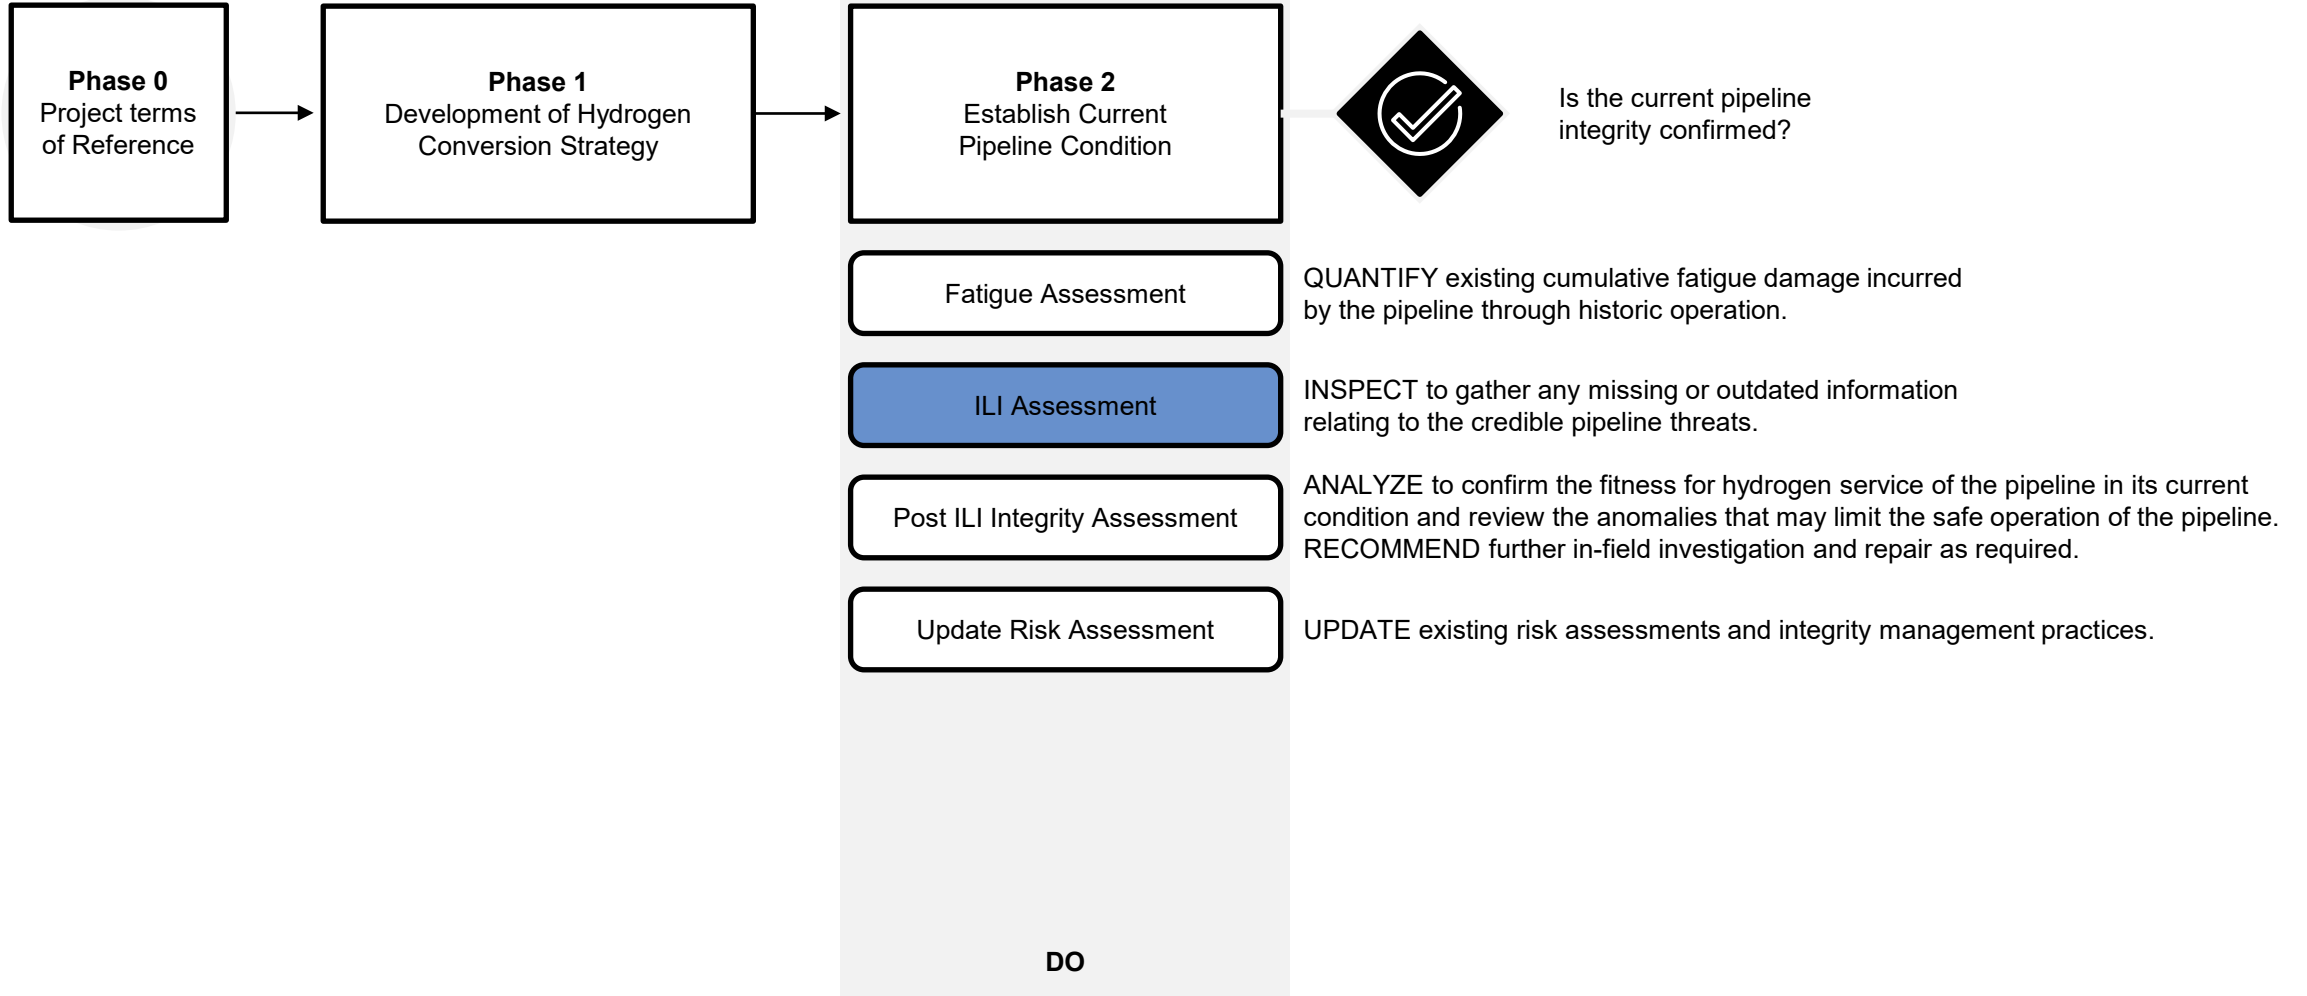 Phase 0
Project terms
of Reference
Phase 1
Development of Hydrogen
Conversion Strategy
Phase 2
Establish Current
Pipeline Condition
Is the current pipeline
integrity confirmed?
Fatigue Assessment
QUANTIFY existing cumulative fatigue damage incurred
by the pipeline through historic operation.
ILI Assessment
INSPECT to gather any missing or outdated information
relating to the credible pipeline threats.
Post ILI Integrity Assessment
ANALYZE to confirm the fitness for hydrogen service of the pipeline in its current
condition and review the anomalies that may limit the safe operation of the pipeline.
RECOMMEND further in-field investigation and repair as required.
Update Risk Assessment
UPDATE existing risk assessments and integrity management practices.
DO